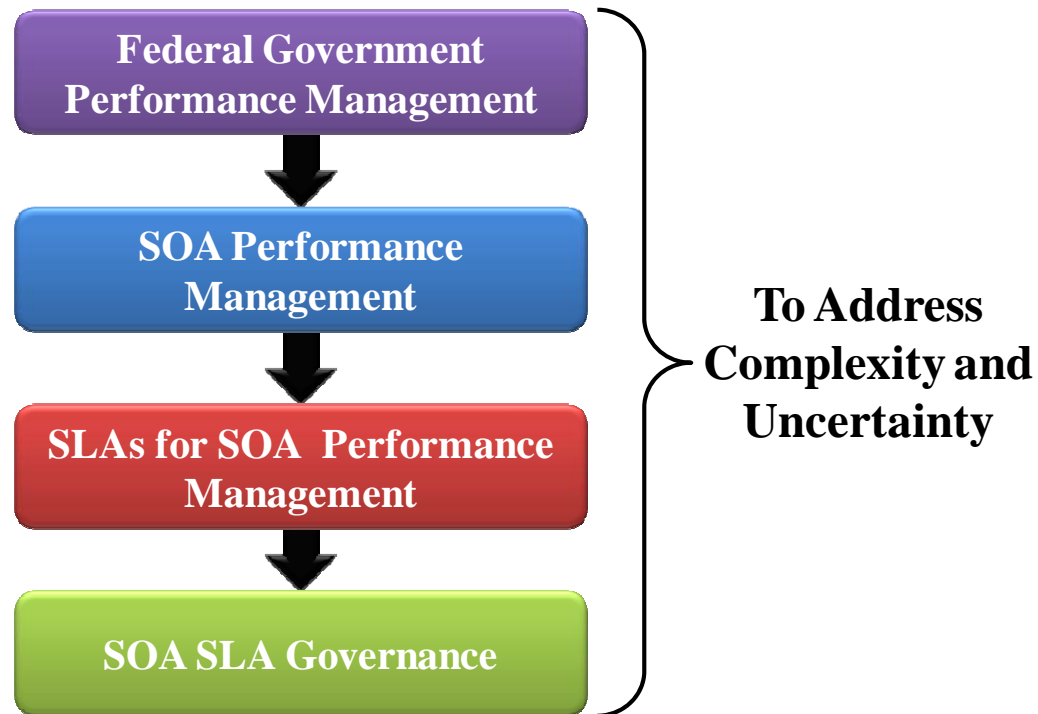 Federal Government
Performance Management
SOA Performance
Management
To Address
Complexity and
Uncertainty
SLAs for SOA Performance
Management
SOA SLA Governance